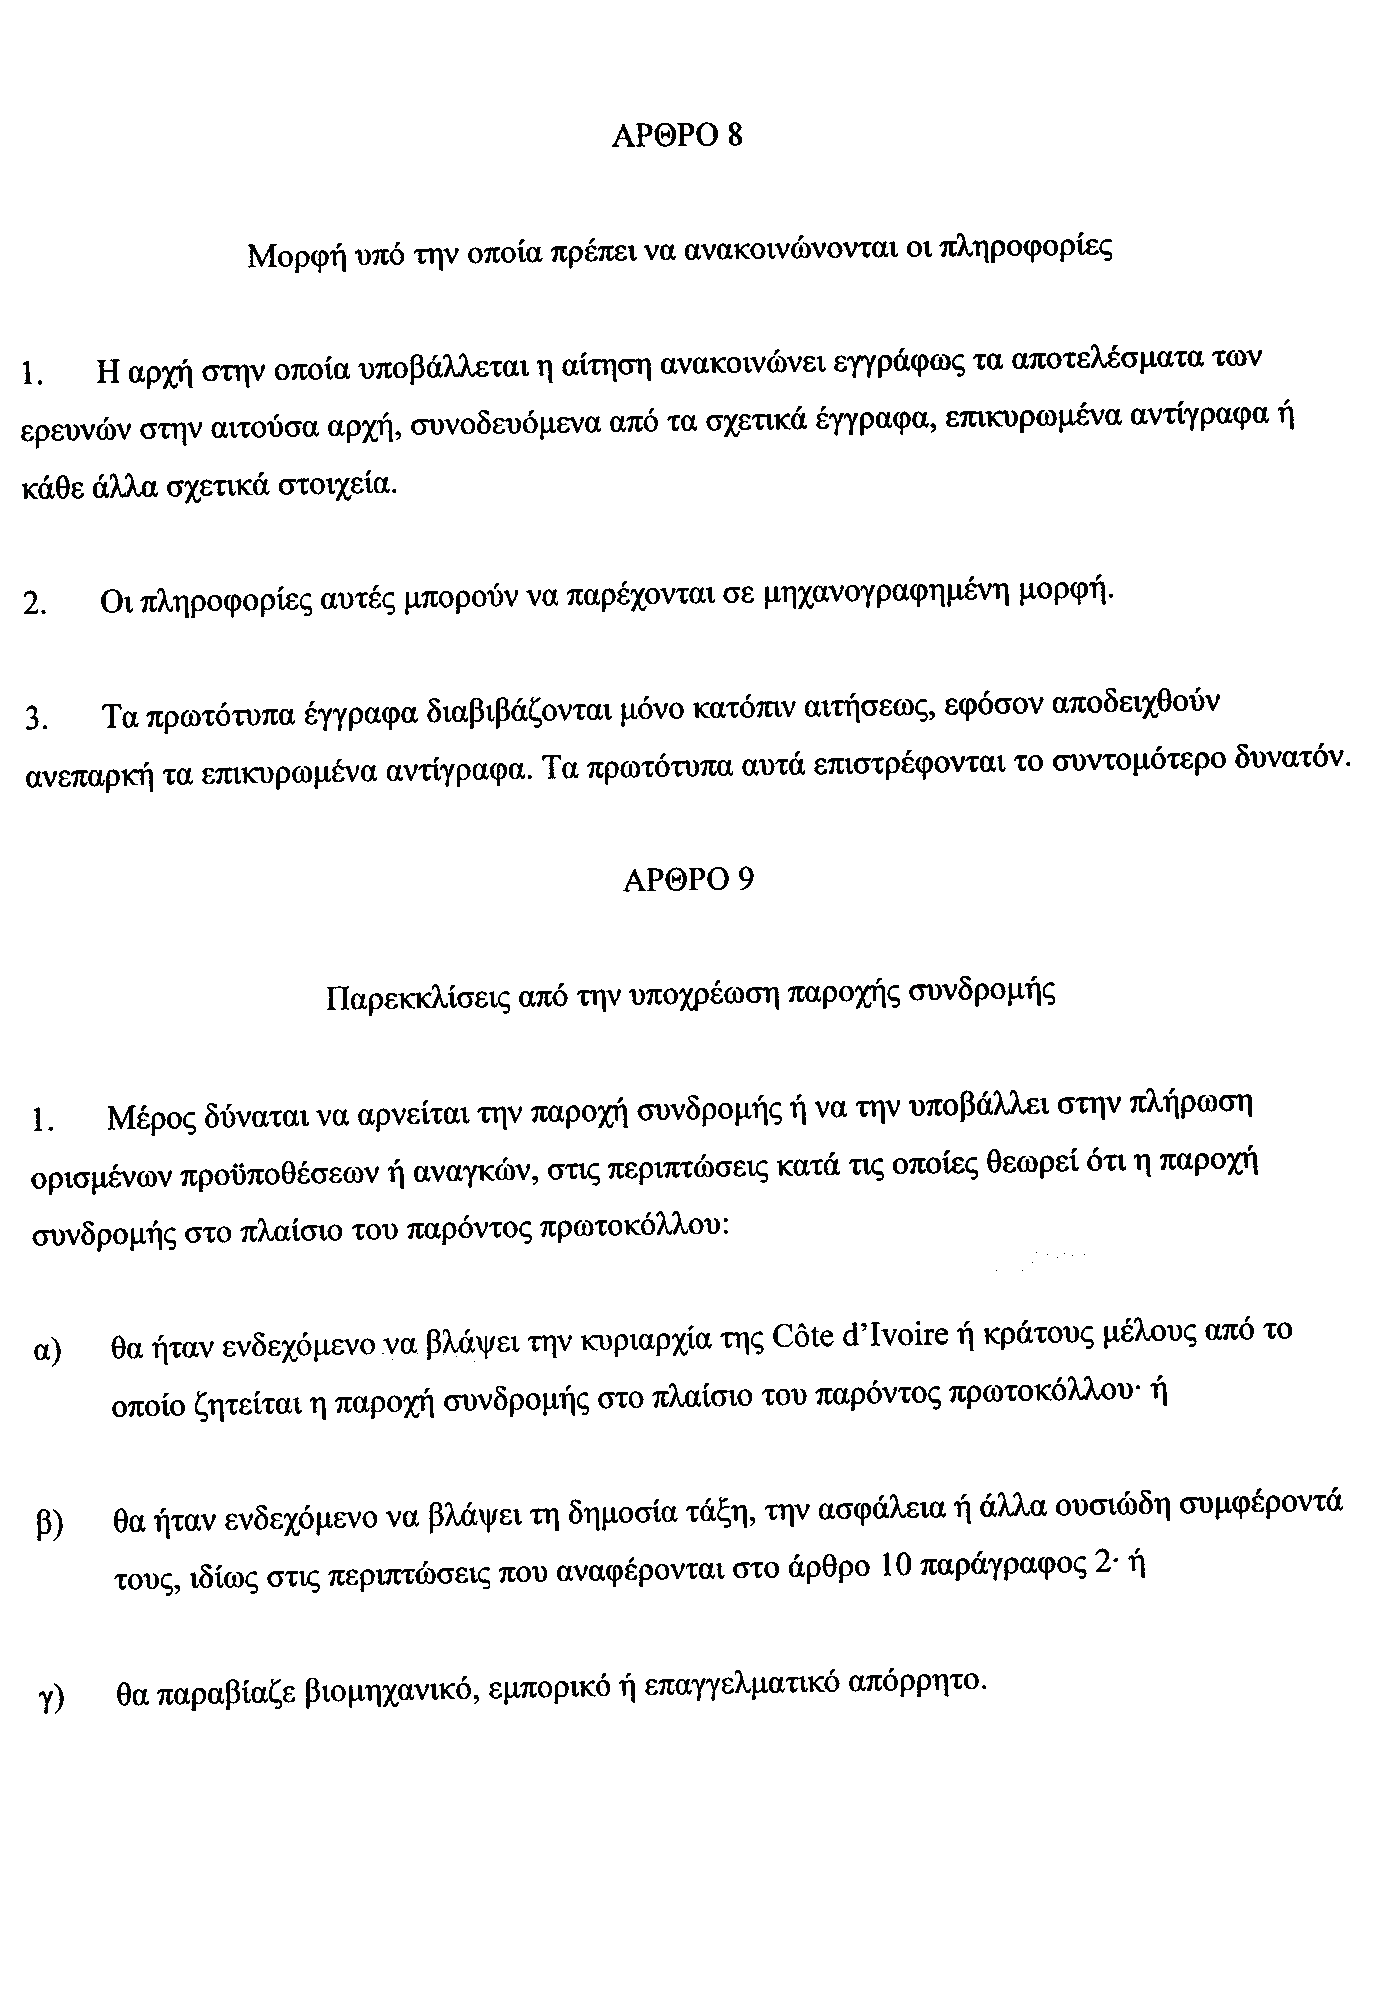 ΑΡΘΡΟ 8
Μορφή υπό την οποία πρέπει να ανακοινώνονται οι πληροφορίες
1. Η αρχή στην οποία υποβάλλεται η αίτηση ανακοινώνει εγγράφως τα αποτελέσματα των
ερευνών στην αιτούσα αρχή, συνοδευόμενα από τα σχετικά έγγραφα, επικυρωμένα αντίγραφα ή
κάθε άλλα σχετικά στοιχεία.
2. Οι πληροφορίες αυτές μπορούν να παρέχονται σε μηχανογραφημένη μορφή.
3. Τα πρωτότυπα έγγραφα διαβιβάζονται μόνο κατόπιν αιτήσεως, εφόσον αποδειχθούν
ανεπαρκή τα επικυρωμένα αντίγραφα. Τα πρωτότυπα αυτά επιστρέφονται το συντομότερο δυνατόν.
ΑΡΘΡΟ 9
Παρεκκλίσεις από την υποχρέωση παροχής συνδρομής
1. Μέρος δύναται να αρνείται την παροχή συνδρομής ή να την υποβάλλει στην πλήρωση
ορισμένων προϋποθέσεων ή αναγκών, στις περιπτώσεις κατά τις οποίες θεωρεί ότι η παροχή
συνδρομής στο πλαίσιο του παρόντος πρωτοκόλλου:
α) θα ήταν ενδεχόμενο να βλάψει την κυριαρχία της Côte d’Ivoire ή κράτους μέλους από το
οποίο ζητείται η παροχή συνδρομής στο πλαίσιο του παρόντος πρωτοκόλλου· ή
β) θα ήταν ενδεχόμενο να βλάψει τη δημοσία τάξη, την ασφάλεια ή άλλα ουσιώδη συμφέροντά
τους, ιδίως στις περιπτώσεις που αναφέρονται στο άρθρο 10 παράγραφος 2· ή
γ) θα παραβίαζε βιομηχανικό, εμπορικό ή επαγγελματικό απόρρητο.